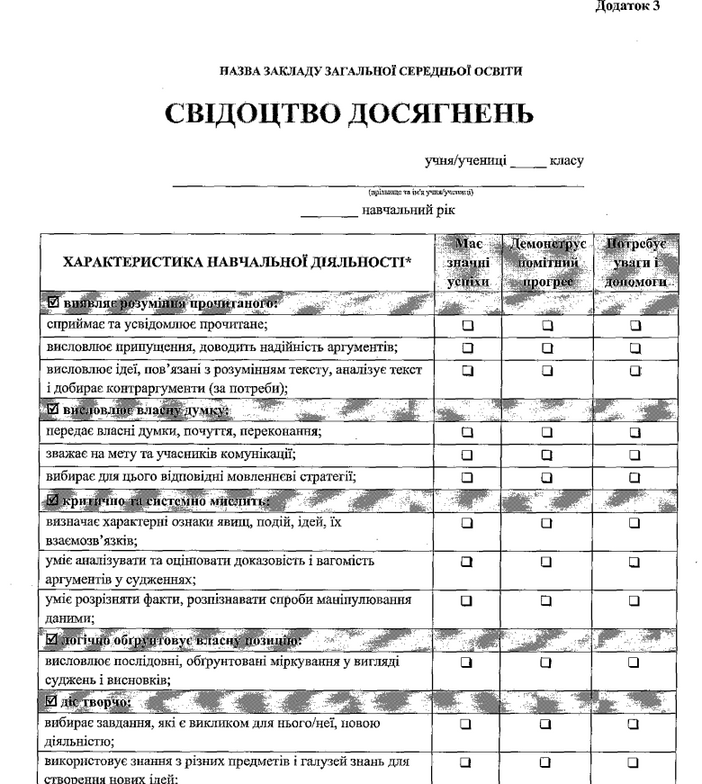 Додаток 3
НАЗВА ЗАКЛАДУ ЗАГАЛЬНОЇ СЕРЕДНЬОЇ ОСВІТИ
СВІДОЦТВО ДОСЯГНЕНЬ
учня/учениці _____ класу
(прізвище та ім'я учня/учениці)
_______ навчальний рік
ХАРАКТЕРИСТИКА НАВЧАЛЬНОЇ ДІЯЛЬНОСТІ*
Має
значні
успіхи
Демонструє
помітний
прогрес
Потребує
уваги і
допомоги
☑ виявляє розуміння прочитаного:
сприймає та усвідомлює прочитане;
висловлює припущення, доводить надійність аргументів;
висловлює ідеї, пов’язані з розумінням тексту, аналізує текст
і добирає контраргументи (за потреби);
☑ висловлює власну думку:
передає власні думки, почуття, переконання;
зважає на мету та учасників комунікації;
вибирає для цього відповідні мовленнєві стратегії;
☑ критично та системно мислить:
визначає характерні ознаки явищ, подій, ідей, їх
взаємозв’язків;
уміє аналізувати та оцінювати доказовість і вагомість
аргументів у судженнях;
уміє розрізняти факти, розпізнавати спроби маніпулювання
даними;
☑ логічно обґрунтовує власну позицію:
висловлює послідовні, обґрунтовані міркування у вигляді
суджень і висновків;
☑ діє творчо:
вибирає завдання, які є викликом для нього/неї, новою
діяльністю;
використовує знання з різних предметів і галузей знань для
створення нових ідей;